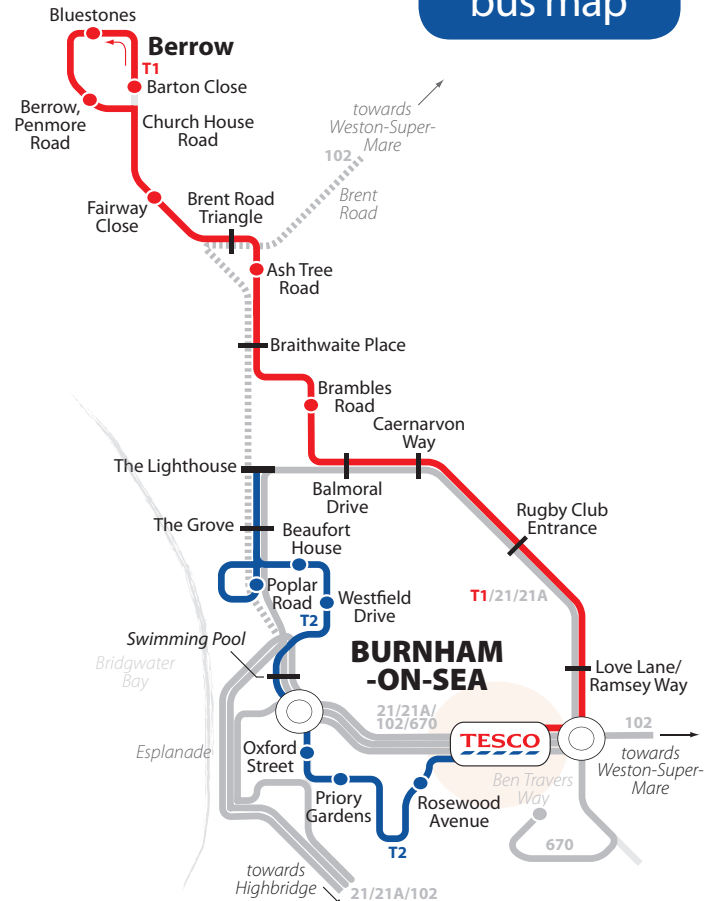 bus map
Bluestones
Berrow
T1
Barton Close
Berrow,
Penmore
Road
Church House
Road
towards
Weston-Super-
Mare
102
Brent
Road
Fairway
Close
Brent Road
Triangle
Ash Tree
Road
Braithwaite Place
Brambles
Road
Caernarvon
Way
The Lighthouse
Balmoral
Drive
Rugby Club
Entrance
The Grove
Beaufort
House
Poplar
Road
T2
Westfield
Drive
T1/21/21A
Swimming Pool
BURNHAM
-ON-SEA
Bridgwater
Bay
Love Lane/
Ramsey Way
21/21A/
102/670
TESCO
102
towards
Weston-Super-
Mare
Esplanade
Oxford
Street
Priory
Gardens
Rosewood
Avenue
Ben Travers
Way
T2
670
towards
Highbridge
21/21A/102